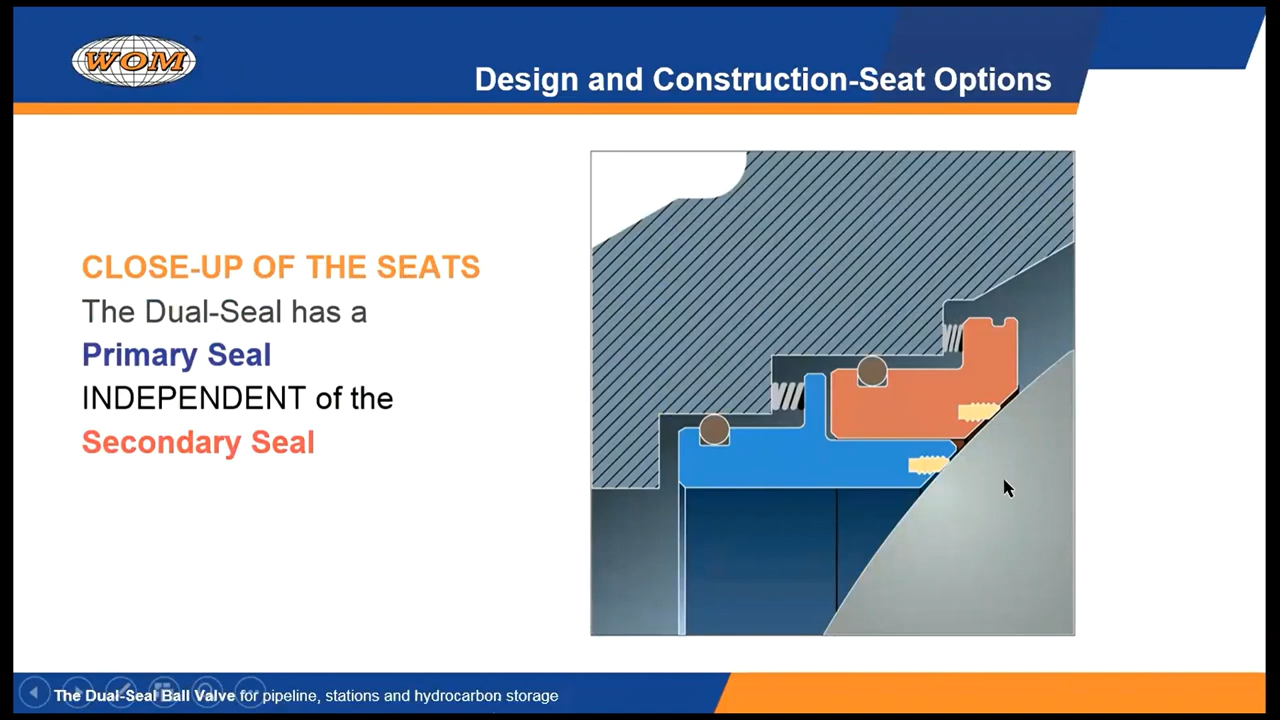 WOM
Design and Construction-Seat Options
CLOSE-UP OF THE SEATS
The Dual-Seal has a
Primary Seal
INDEPENDENT of the
Secondary Seal
The Dual-Seal Ball Valve for pipeline, stations and hydrocarbon storage